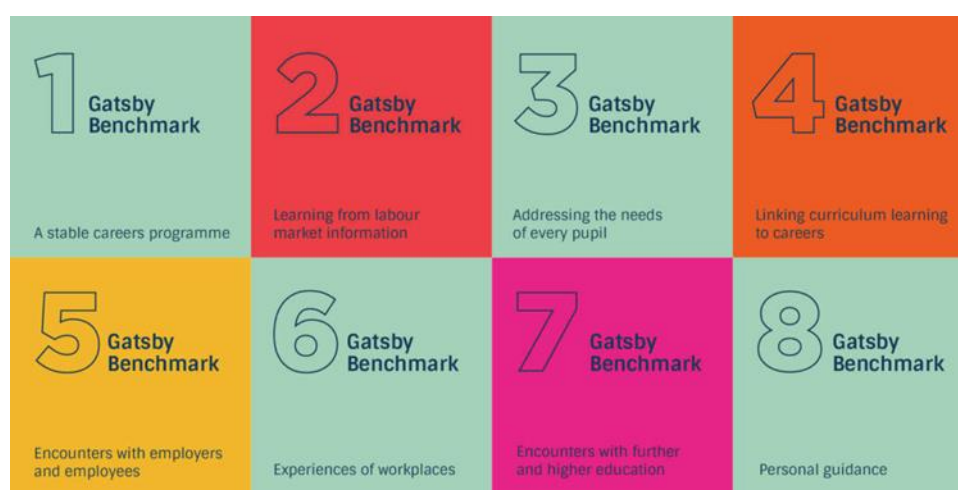 1
Gatsby
Benchmark
A stable careers programme
2
Gatsby
Benchmark
Learning from labour
market information
3
Gatsby
Benchmark
Addressing the needs
of every pupil
4
Gatsby
Benchmark
Linking curriculum learning
to careers
5
Gatsby
Benchmark
Encounters with employers
and employees
6
Gatsby
Benchmark
Experiences of workplaces
7
Gatsby
Benchmark
Encounters with further
and higher education
8
Gatsby
Benchmark
Personal guidance